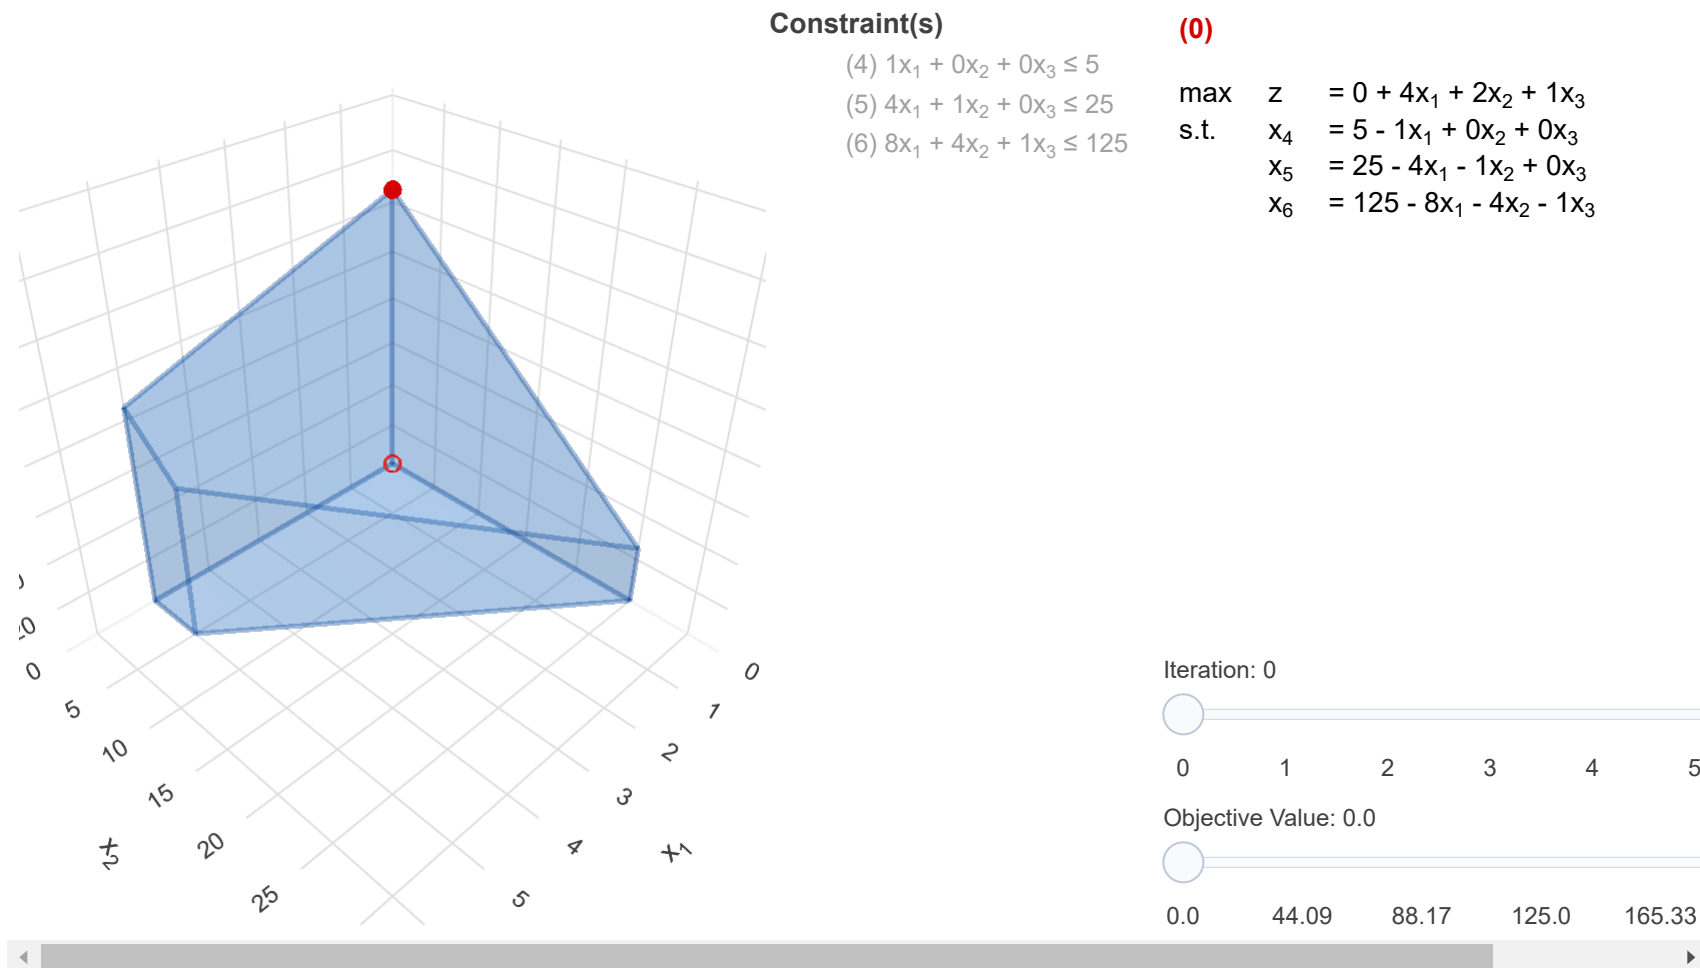 Constraint(s)
(4) 1x₁ + 0x₂ + 0x₃ ≤ 5
(5) 4x₁ + 1x₂ + 0x₃ ≤ 25
(6) 8x₁ + 4x₂ + 1x₃ ≤ 125
(0)
max z = 0 + 4x₁ + 2x₂ + 1x₃
s.t. x₄ = 5 - 1x₁ + 0x₂ + 0x₃
x₅ = 25 - 4x₁ - 1x₂ + 0x₃
x₆ = 125 - 8x₁ - 4x₂ - 1x₃
0
5
10
15
20
25
x₂
0
1
2
3
4
5
x₁
Iteration: 0
0 1 2 3 4 5
Objective Value: 0.0
0.0 44.09 88.17 125.0 165.33